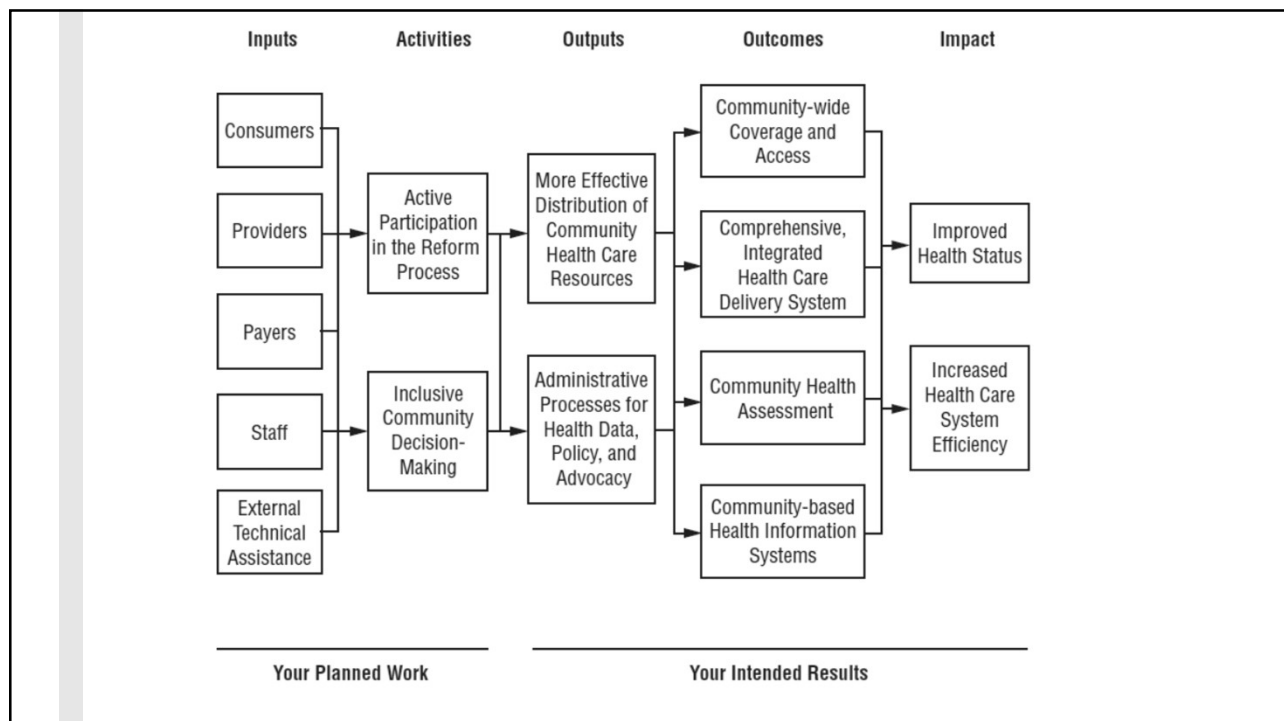 Inputs
Activities
Outputs
Outcomes
Impact
Consumers
Providers
Payers
Staff
External
Technical
Assistance
Active
Participation
in the Reform
Process
Inclusive
Community
Decision-
Making
More Effective
Distribution of
Community
Health Care
Resources
Administrative
Processes for
Health Data,
Policy, and
Advocacy
Community-wide
Coverage and
Access
Comprehensive,
Integrated
Health Care
Delivery System
Community Health
Assessment
Community-based
Health Information
Systems
Improved
Health Status
Increased
Health Care
System
Efficiency
Your Planned Work
Your Intended Results